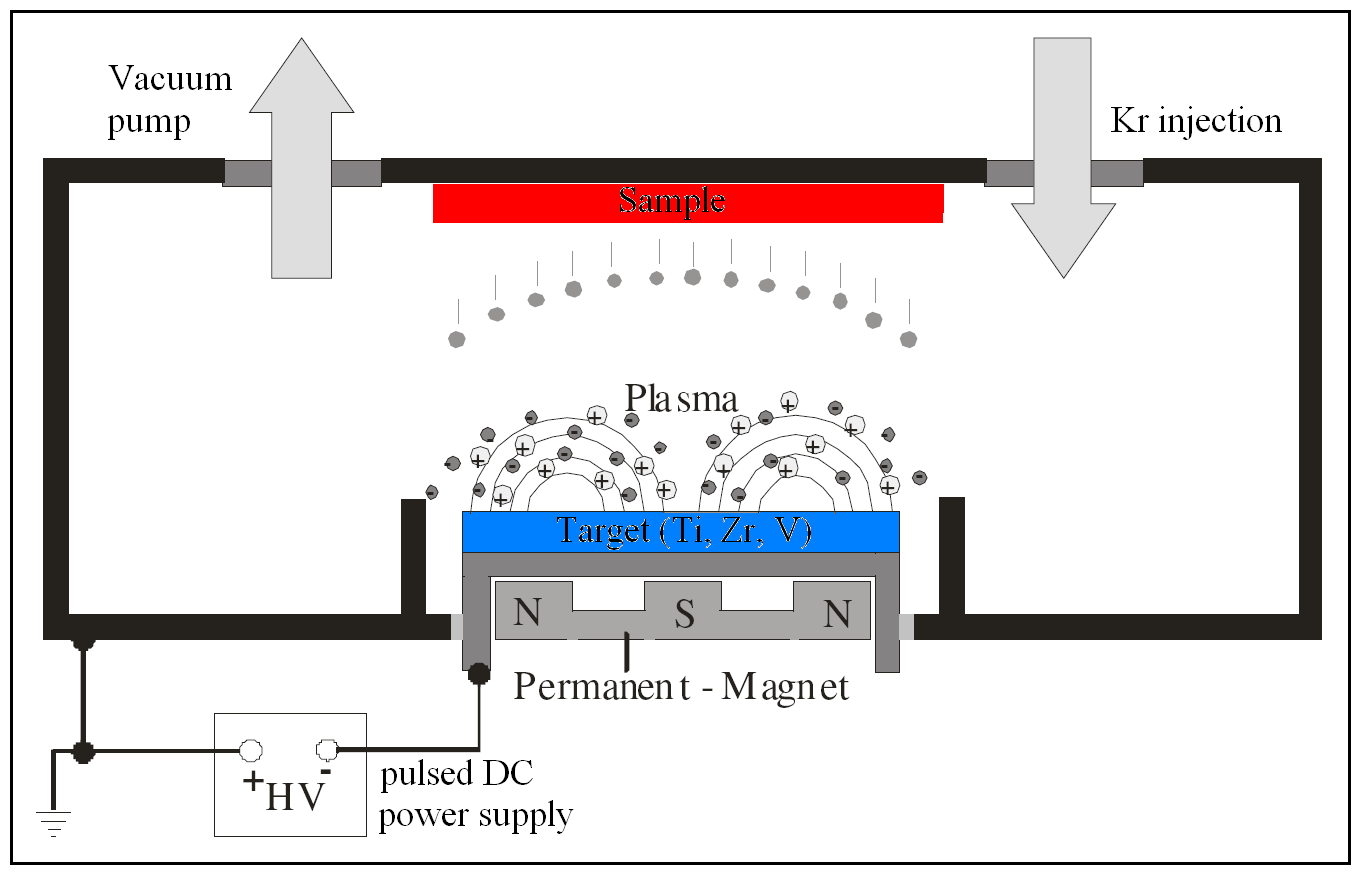 Vacuum
pump
Kr injection
Sample
Plasma
Target (Ti, Zr, V)
N
S
N
Permanent - Magnet
+HV-
pulsed DC
power supply